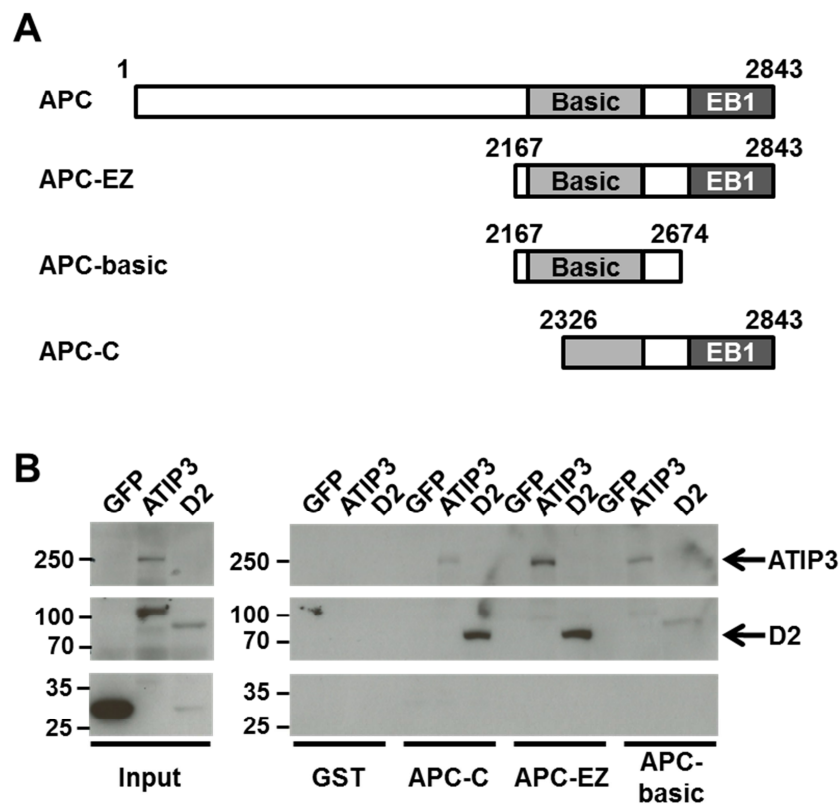 A
1 2843
APC Basic EB1
2167 2843
APC-EZ Basic EB1
2167 2674
APC-basic Basic
2326 2843
APC-C EB1
B
GFP ATIP3 D2 GFP ATIP3 D2 GFP ATIP3 D2 GFP ATIP3 D2 GFP ATIP3 D2
250 250 ATIP3
100 100
70 70 D2
35 35
25 25
Input GST APC-C APC-EZ APC-
basic